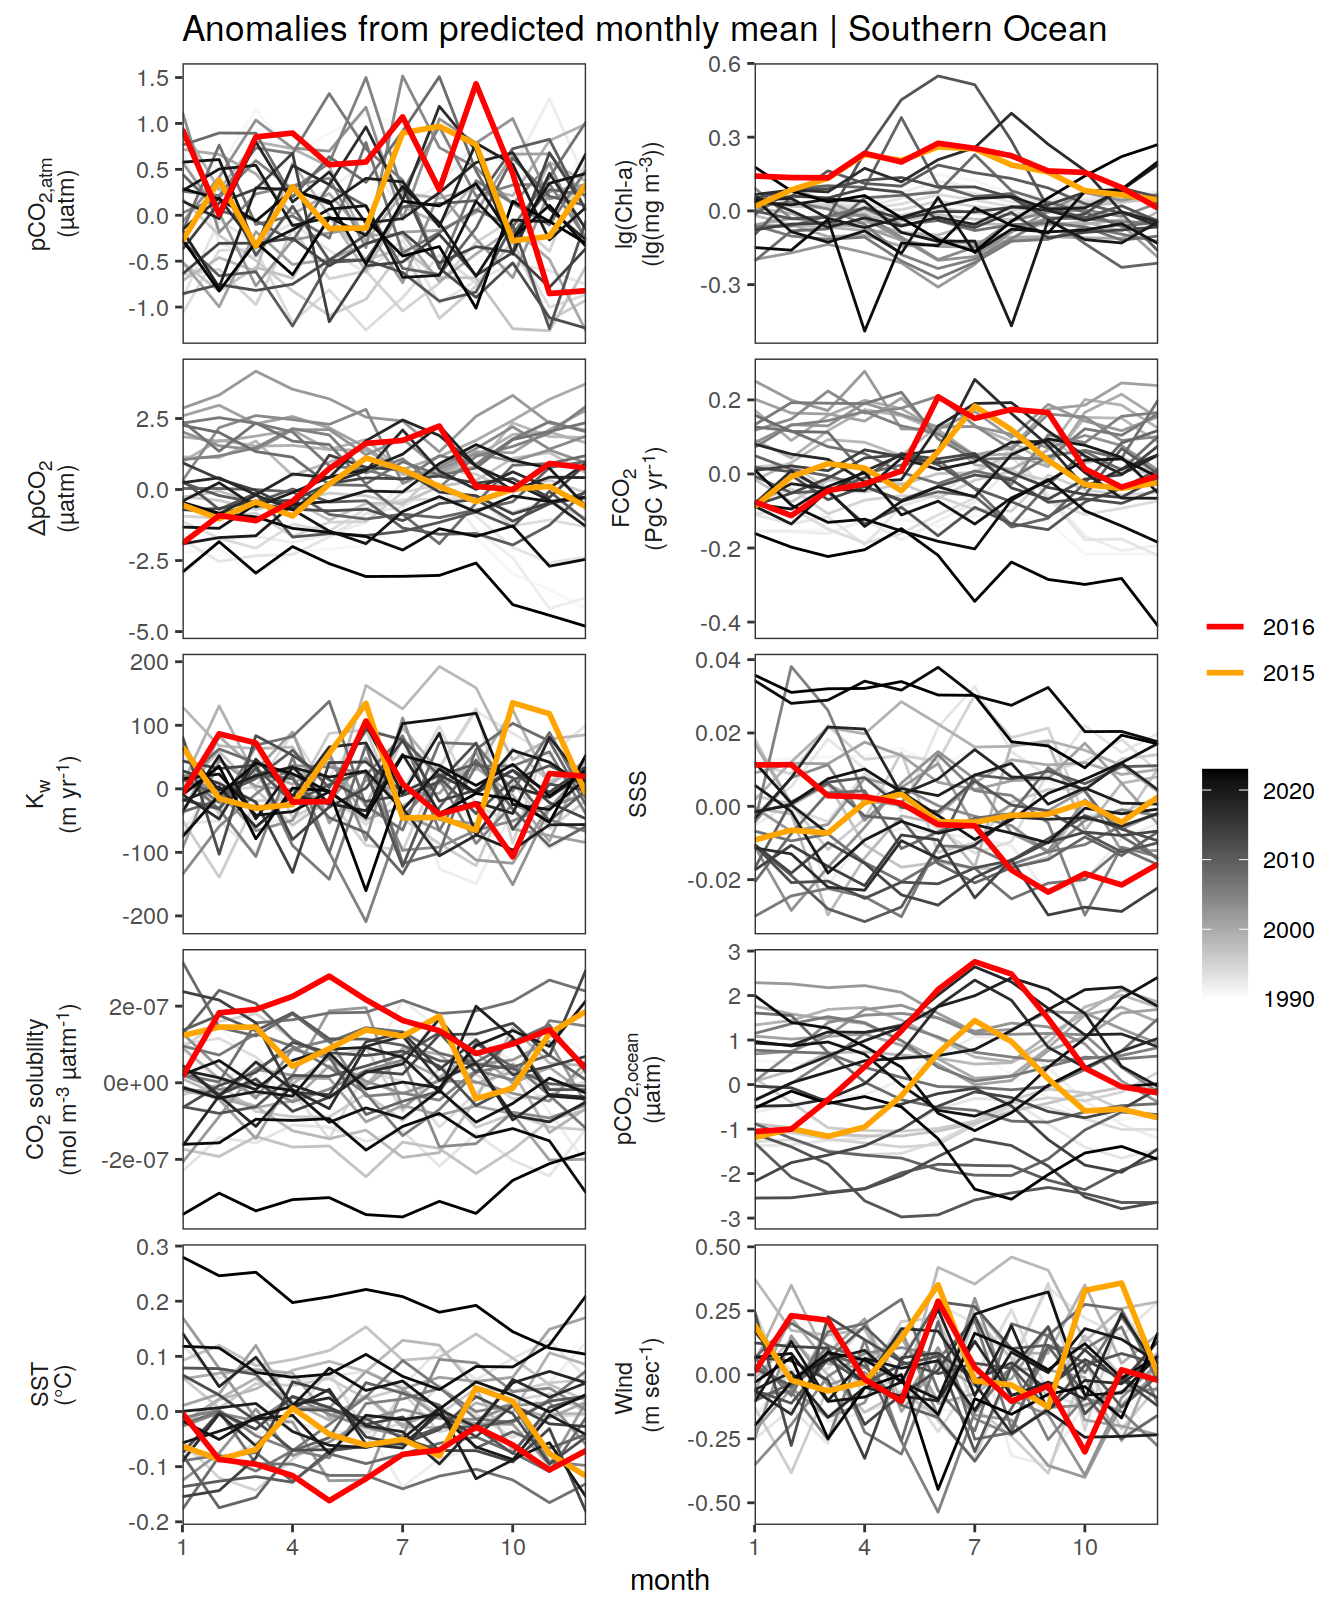 Anomalies from predicted monthly mean | Southern Ocean
pCO2,atm
(µatm)
1.5
1.0
0.5
0.0
-0.5
-1.0
lg(Chl-a)
(lg(mg m-3))
0.6
0.3
0.0
-0.3
ΔpCO2
(µatm)
2.5
0.0
-2.5
-5.0
FCO2
(PgC yr-1)
0.2
0.0
-0.2
-0.4
Kw
(m yr-1)
200
100
0
-100
-200
SSS
0.04
0.02
0.00
-0.02
CO2 solubility
(mol m-3 µatm-1)
2e-07
0e+00
-2e-07
pCO2,ocean
(µatm)
3
2
1
0
-1
-2
-3
SST
(°C)
0.3
0.2
0.1
0.0
-0.1
-0.2
1 4 7 10
Wind
(m sec-1)
0.50
0.25
0.00
-0.25
-0.50
1 4 7 10
month
2016
2015
2020
2010
2000
1990